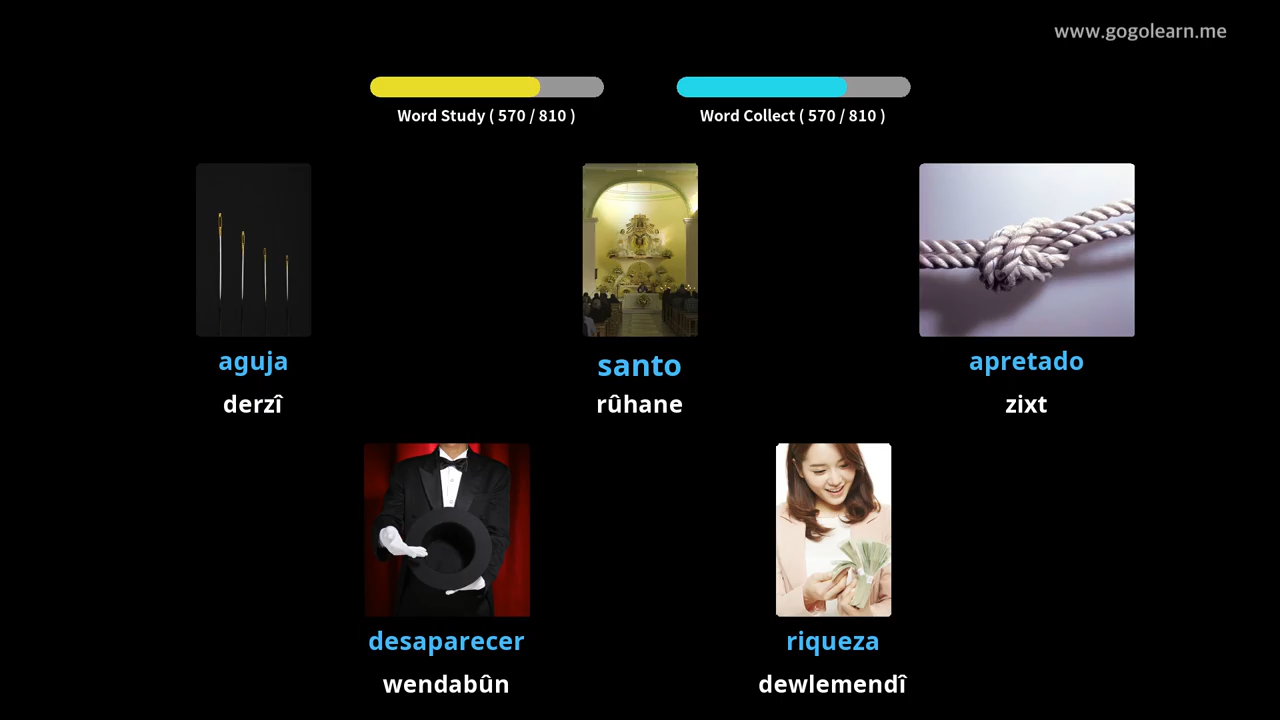 www.gogolearn.me
Word Study ( 570 / 810 )
Word Collect ( 570 / 810 )
aguja
derzî
santo
rûhane
apretado
zixt
desaparecer
wendabûn
riqueza
dewlemendî